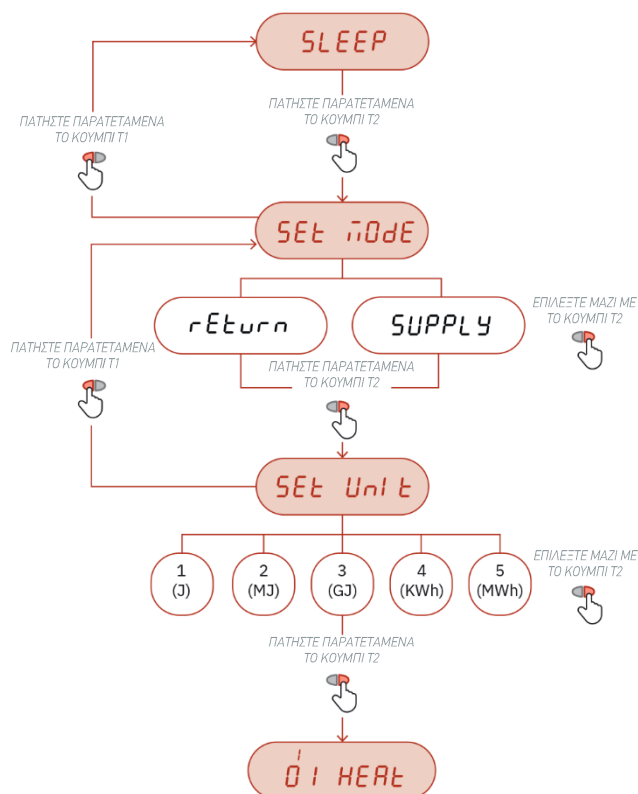 SLEEP
ΠΑΤΗΣΤΕ ΠΑΡΑΤΕΤΑΜΕΝΑ
ΤΟ ΚΟΥΜΠΙ Τ1
ΠΑΤΗΣΤΕ ΠΑΡΑΤΕΤΑΜΕΝΑ
ΤΟ ΚΟΥΜΠΙ Τ2
SEt mOdE
rEturn
SUPPLY
ΕΠΙΛΕΞΤΕ ΜΑΖΙ ΜΕ
ΤΟ ΚΟΥΜΠΙ Τ2
ΠΑΤΗΣΤΕ ΠΑΡΑΤΕΤΑΜΕΝΑ
ΤΟ ΚΟΥΜΠΙ Τ1
ΠΑΤΗΣΤΕ ΠΑΡΑΤΕΤΑΜΕΝΑ
ΤΟ ΚΟΥΜΠΙ Τ2
SEt UnIt
1
(J)
2
(MJ)
3
(GJ)
4
(KWh)
5
(MWh)
ΕΠΙΛΕΞΤΕ ΜΑΖΙ ΜΕ
ΤΟ ΚΟΥΜΠΙ Τ2
ΠΑΤΗΣΤΕ ΠΑΡΑΤΕΤΑΜΕΝΑ
ΤΟ ΚΟΥΜΠΙ Τ2
01 HEAt